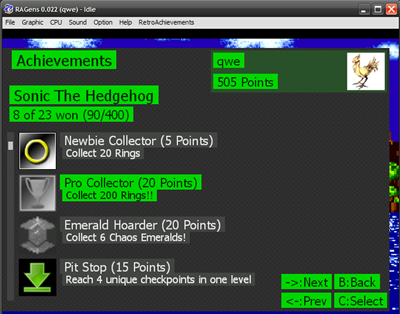 RAGens 0.022 (qwe) - Idle
File Graphic CPU Sound Option Help RetroAchievements
Achievements
qwe
505 Points
Sonic The Hedgehog
8 of 23 won (90/400)
Newbie Collector (5 Points)
Collect 20 Rings
Pro Collector (20 Points)
Collect 200 Rings!!
Emerald Hoarder (20 Points)
Collect 6 Chaos Emeralds!
Pit Stop (15 Points)
Reach 4 unique checkpoints in one level
->:Next B:Back
<-:Prev C:Select